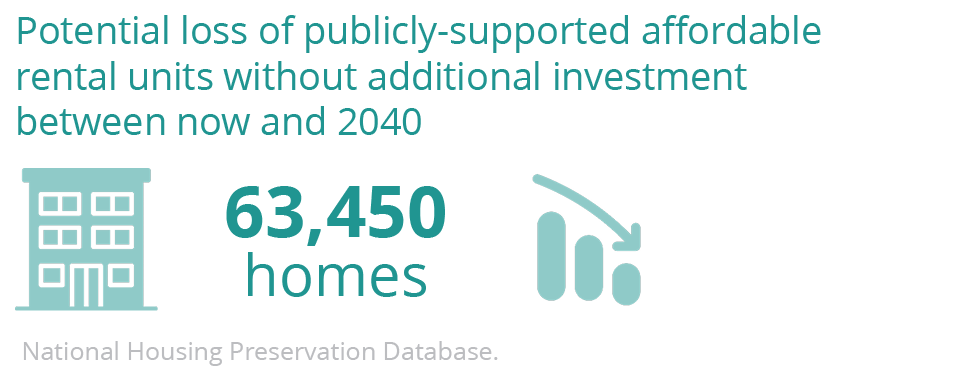 Potential loss of publicly-supported affordable
rental units without additional investment
between now and 2040
63,450
homes
National Housing Preservation Database.